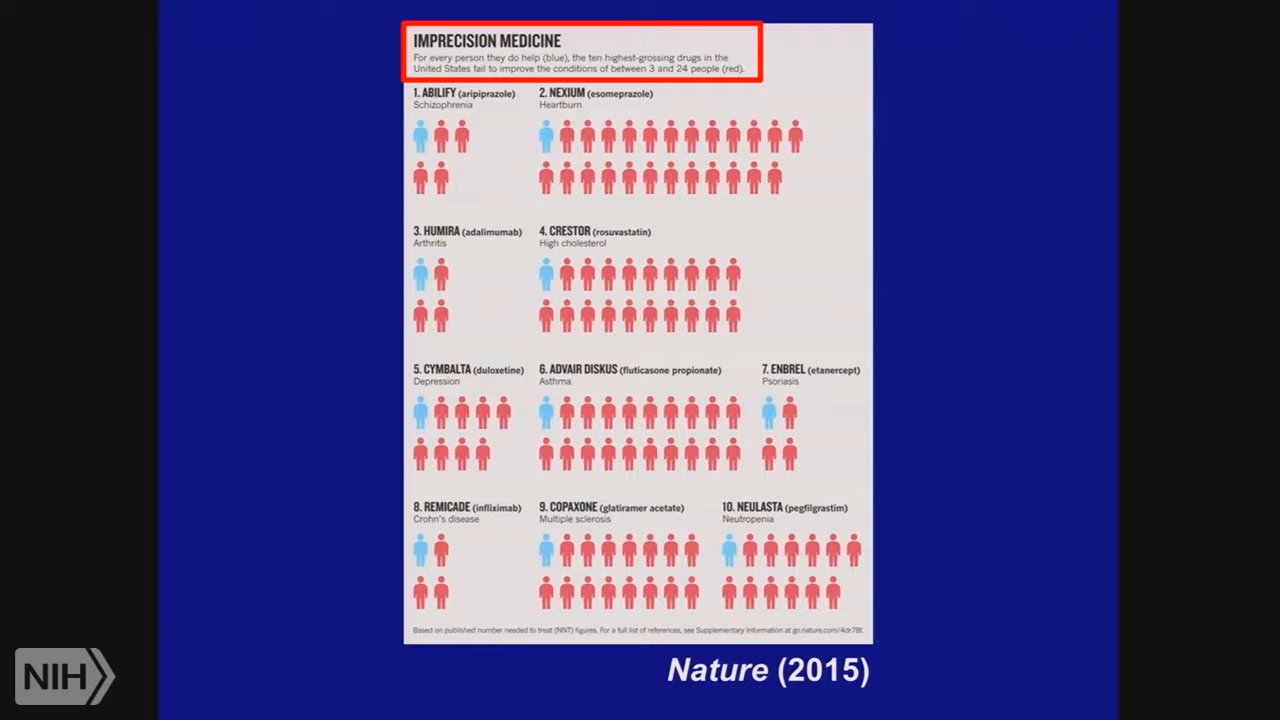 IMPRECISION MEDICINE
For every person they do help (blue), the ten highest-grossing drugs in the
United States fail to improve the conditions of between 3 and 24 people (red).
1. ABILIFY (aripiprazole)
Schizophrenia
2. NEXIUM (esomeprazole)
Heartburn
3. HUMIRA (adalimumab)
Arthritis
4. CRESTOR (rosuvastatin)
High cholesterol
5. CYMBALTA (duloxetine)
Depression
6. ADVAIR DISKUS (fluticasone propionate)
Asthma
7. ENBREL (etanercept)
Psoriasis
8. REMICADE (infliximab)
Crohn's disease
9. COPAXONE (glatiramer acetate)
Multiple sclerosis
10. NEULASTA (pegfilgrastim)
Neutropenia
Based on published number needed to treat (NNT) figures. For a full list of references, see Supplementary Information at go.nature.com/4dr78f.
Nature (2015)
NIH